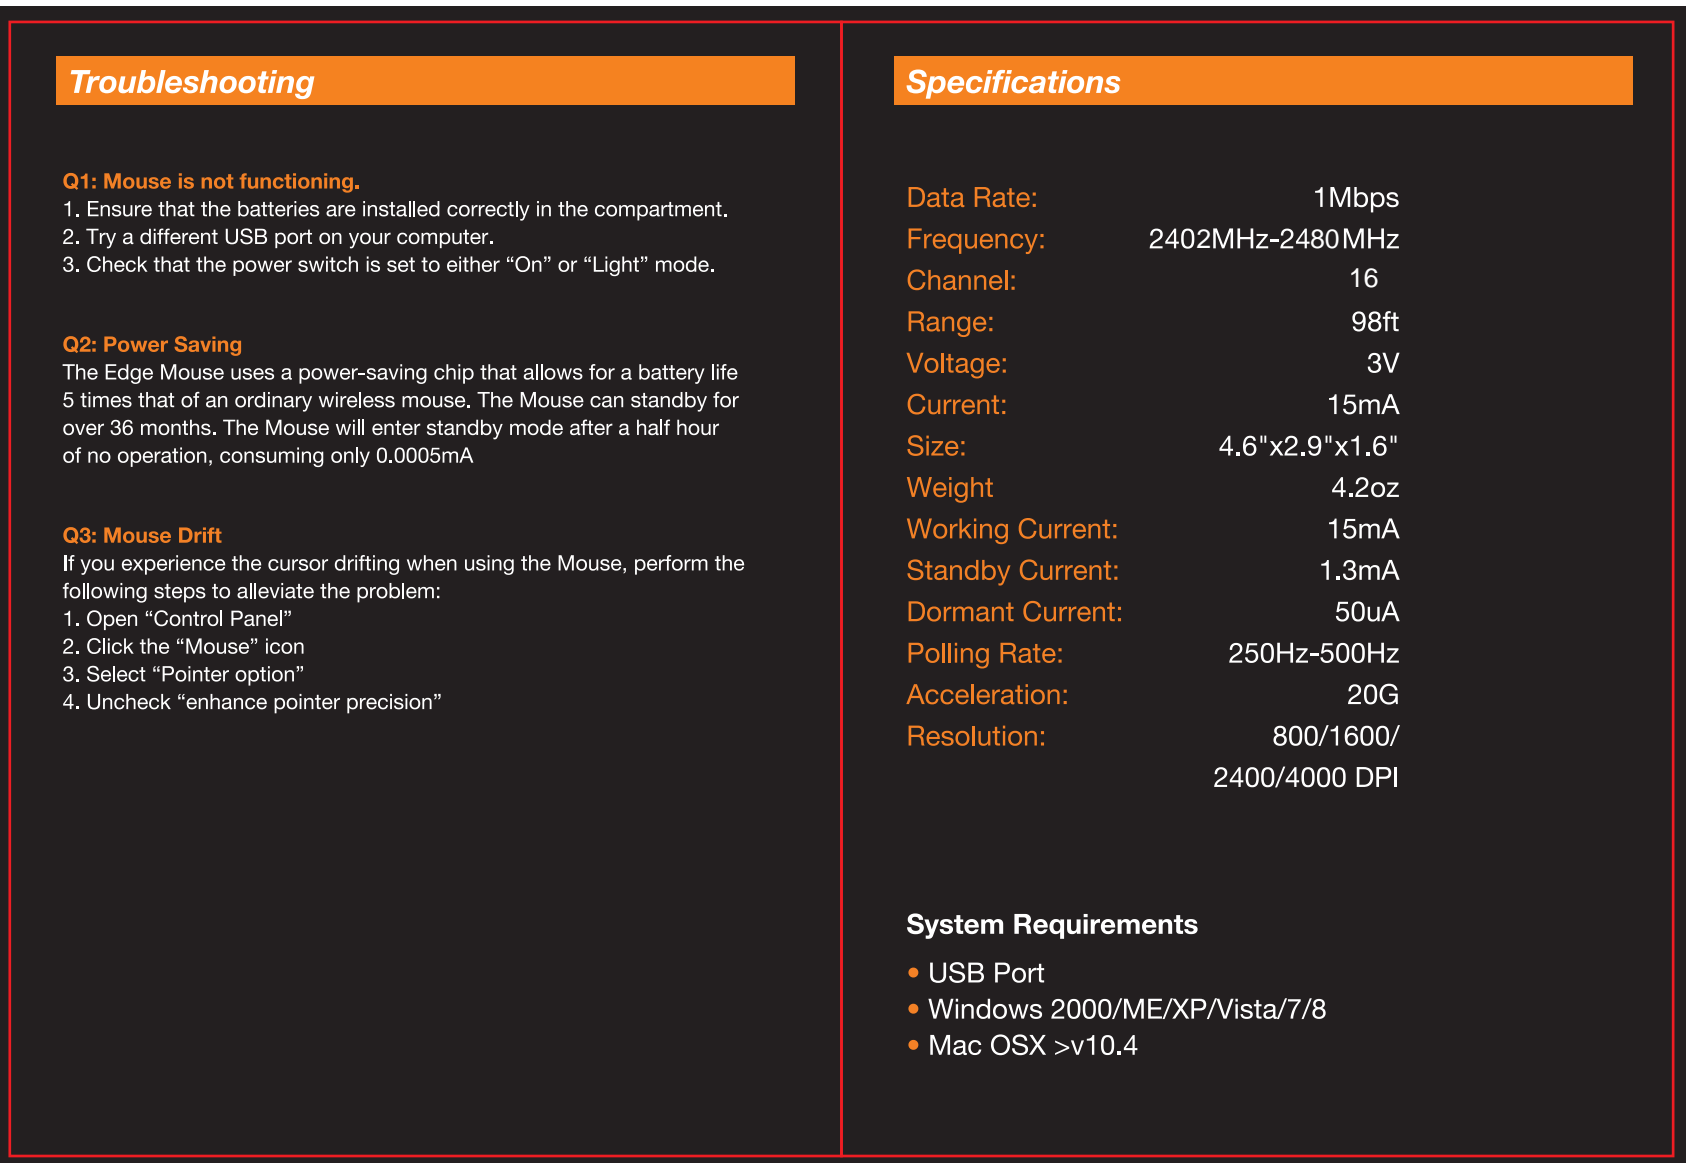 Troubleshooting
Q1: Mouse is not functioning.
1. Ensure that the batteries are installed correctly in the compartment.
2. Try a different USB port on your computer.
3. Check that the power switch is set to either “On” or “Light” mode.
Q2: Power Saving
The Edge Mouse uses a power-saving chip that allows for a battery life
5 times that of an ordinary wireless mouse. The Mouse can standby for
over 36 months. The Mouse will enter standby mode after a half hour
of no operation, consuming only 0.0005mA
Q3: Mouse Drift
If you experience the cursor drifting when using the Mouse, perform the
following steps to alleviate the problem:
1. Open “Control Panel”
2. Click the “Mouse” icon
3. Select “Pointer option”
4. Uncheck “enhance pointer precision”
Specifications
Data Rate: 1Mbps
Frequency: 2402MHz-2480MHz
Channel: 16
Range: 98ft
Voltage: 3V
Current: 15mA
Size: 4.6"x2.9"x1.6"
Weight 4.2oz
Working Current: 15mA
Standby Current: 1.3mA
Dormant Current: 50uA
Polling Rate: 250Hz-500Hz
Acceleration: 20G
Resolution: 800/1600/
2400/4000 DPI
System Requirements
• USB Port
• Windows 2000/ME/XP/Vista/7/8
• Mac OSX >v10.4